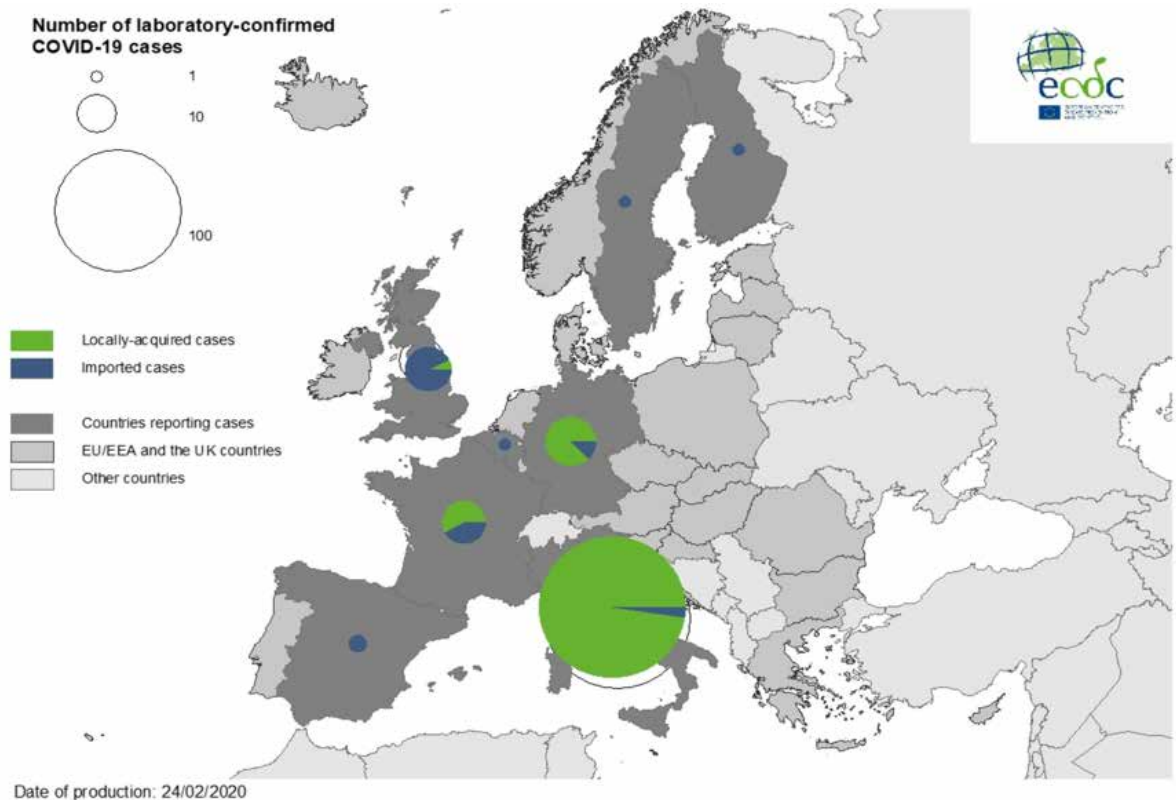 Number of laboratory-confirmed
COVID-19 cases
1
10
100
Locally-acquired cases
Imported cases
Countries reporting cases
EU/EEA and the UK countries
Other countries
ecdc
Date of production: 24/02/2020